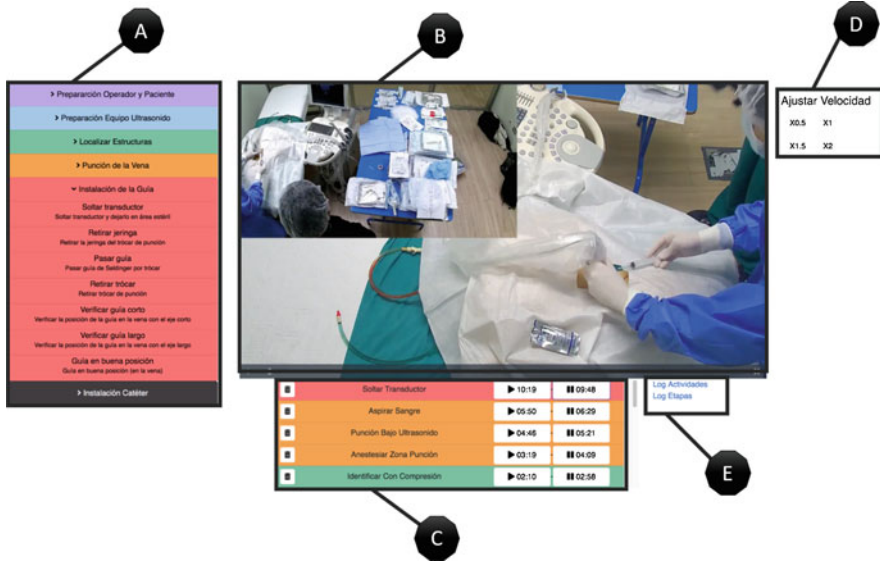 A
B
D
> Prepararción Operador y Paciente
> Preparación Equipo Ultrasonido
> Localizar Estructuras
> Punción de la Vena
Instalación de la Guía
Soltar transductor
Soltar transductor y dejarlo en área estéril
Retirar jeringa
Retirar la jeringa del trócar de punción
Pasar guía
Pasar guía de Seldinger por trócar
Retirar trócar
Retirar trócar de punción
Verificar guía corto
Verificar la posición de la guía en la vena con el eje corto
Verificar guía largo
Verificar la posición de la guía en la vena con el eje largo
Guía en buena posición
Guía en buena posición (en la vena)
> Instalación Catéter
Ajustar Velocidad
X0.5 X1
X1.5 X2
Soltar Transductor 10:19 09:48
Aspirar Sangre 05:50 06:29
Punción Bajo Ultrasonido 04:46 05:21
Anestesiar Zona Punción 03:19 04:09
Identificar Con Compresión 02:10 02:58
Log Actividades
Log Etapas
E
C